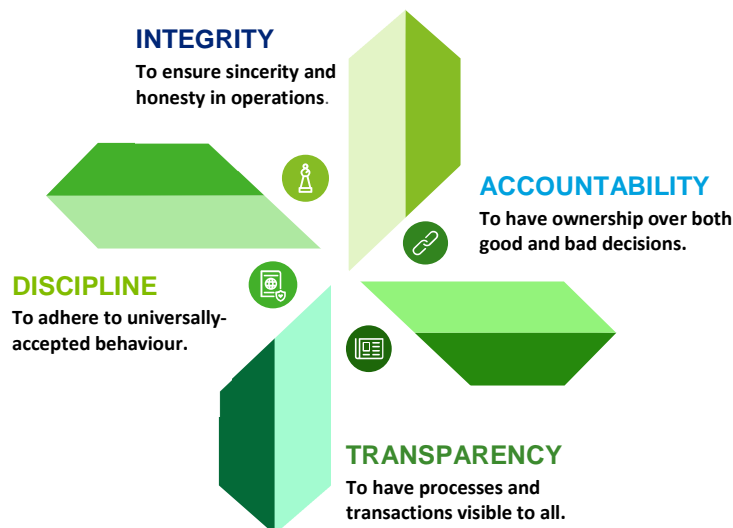 INTEGRITY
To ensure sincerity and
honesty in operations.
ACCOUNTABILITY
To have ownership over both
good and bad decisions.
DISCIPLINE
To adhere to universally-
accepted behaviour.
TRANSPARENCY
To have processes and
transactions visible to all.